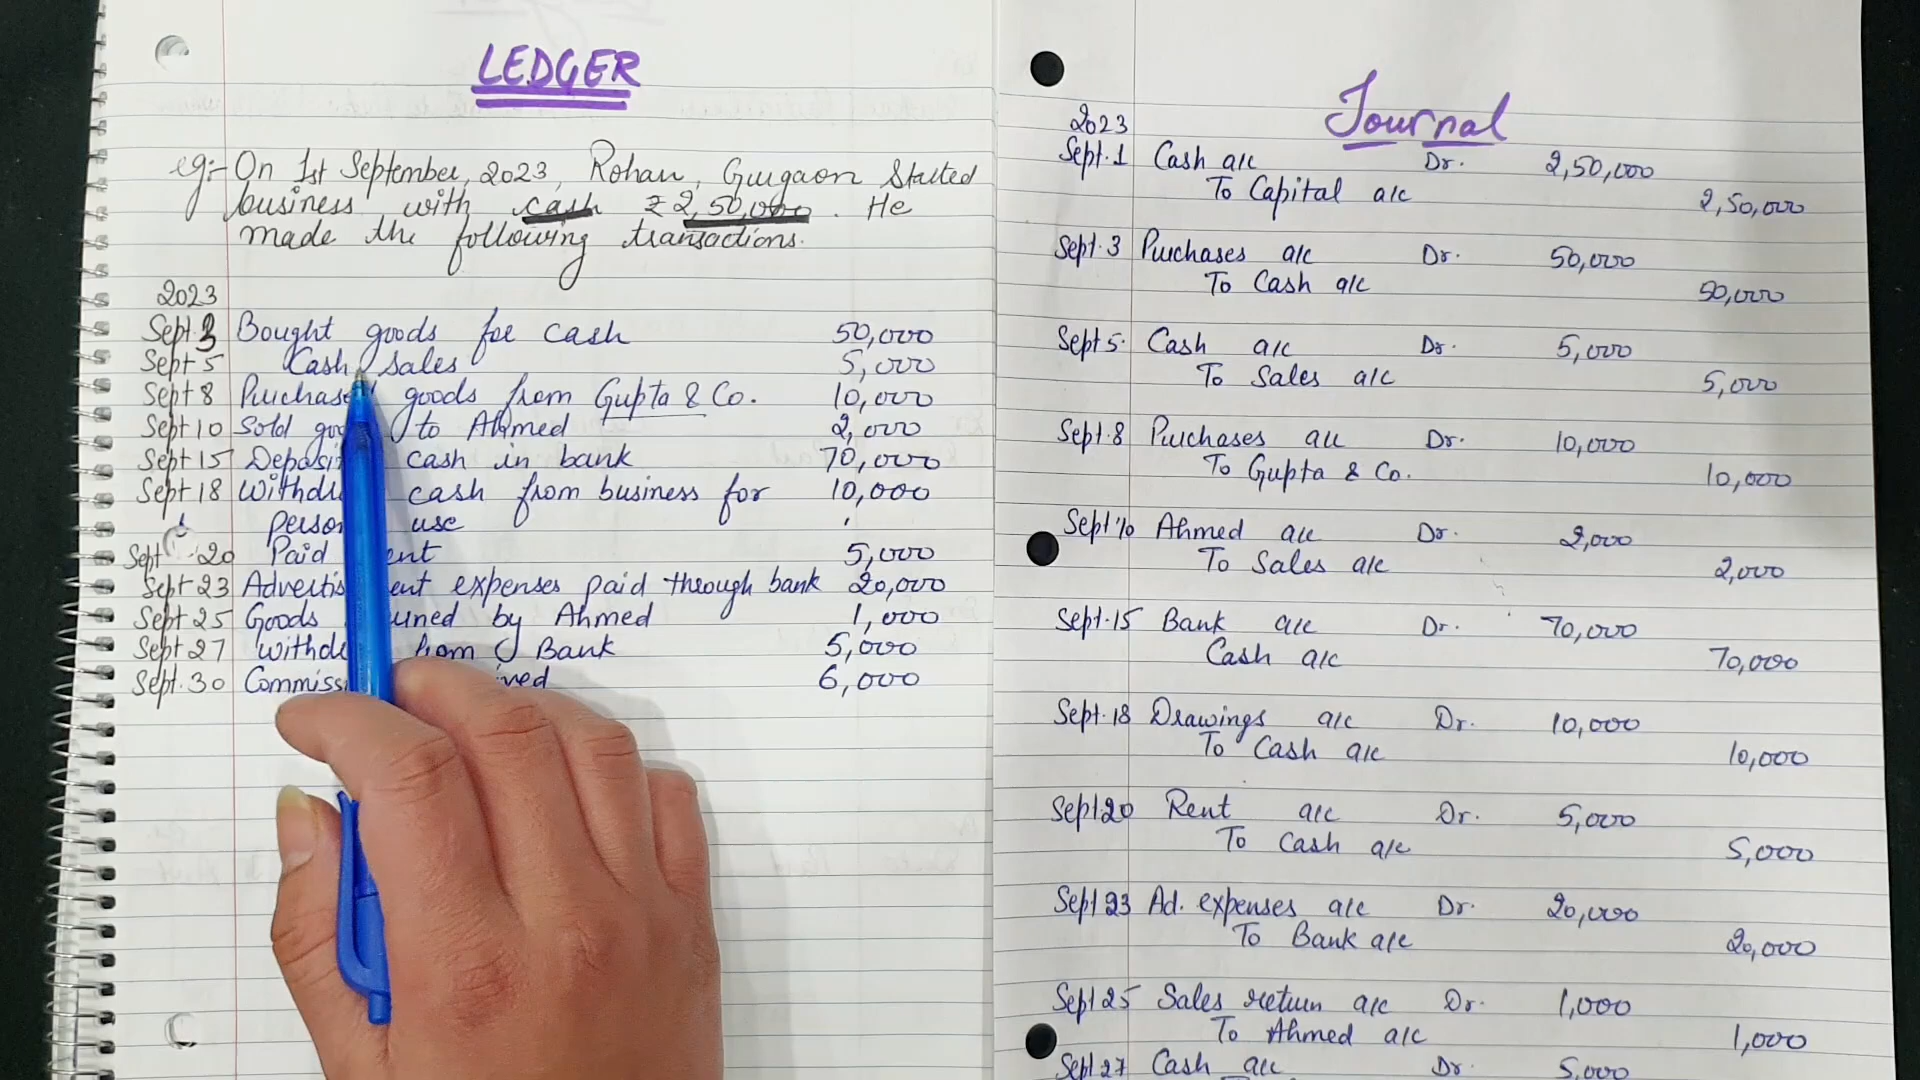 LEDGER
eg:- On 1st September, 2023, Rohan, Gurgaon Started
business with cash ₹ 2,50,000. He
made the following transactions.
2023
Sept 3 Bought goods for cash 50,000
Sept 5 Cash sales 5,000
Sept 8 goods from Gupta & Co. 10,000
Sept 10 Sold to Ahmed 2,000
Sept 15 cash in bank 70,000
Sept 18 cash from business for 10,000
use
Sept 20 Paid 5,000
Sept 23 expenses paid through bank 20,000
Sept 25 Goods by Ahmed 1,000
Sept 27 from Bank 5,000
Sept. 30 6,000
Journal
2023
Sept. 1 Cash a/c Dr. 2,50,000
To Capital a/c 2,50,000
Sept. 3 Purchases a/c Dr. 50,000
To Cash a/c 50,000
Sept 5. Cash a/c Dr. 5,000
To Sales a/c 5,000
Sept. 8 Purchases a/c Dr. 10,000
To Gupta & Co. 10,000
Sept 10 Ahmed a/c Dr. 2,000
To Sales a/c 2,000
Sept. 15 Bank a/c Dr. 70,000
Cash a/c 70,000
Sept. 18 Drawings a/c Dr. 10,000
To Cash a/c 10,000
Sept 20 Rent a/c Dr. 5,000
To Cash a/c 5,000
Sept 23 Ad. expenses a/c Dr. 20,000
To Bank a/c 20,000
Sept 25 Sales return a/c Dr. 1,000
To Ahmed a/c 1,000
Sept 27 Cash a/c Dr. 5,000